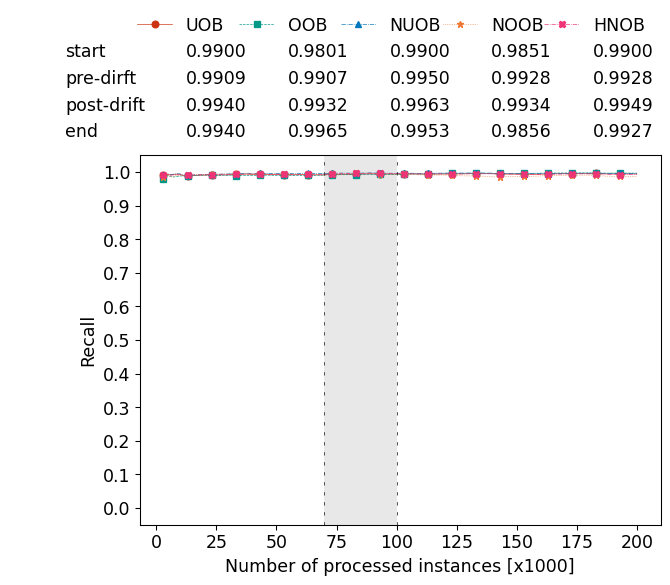 UOB OOB NUOB NOOB HNOB
start 0.9900 0.9801 0.9900 0.9851 0.9900
pre-dirft 0.9909 0.9907 0.9950 0.9928 0.9928
post-drift 0.9940 0.9932 0.9963 0.9934 0.9949
end 0.9940 0.9965 0.9953 0.9856 0.9927
1.0
0.9
0.8
0.7
0.6
0.5
0.4
0.3
0.2
0.1
0.0
Recall
0 25 50 75 100 125 150 175 200
Number of processed instances [x1000]